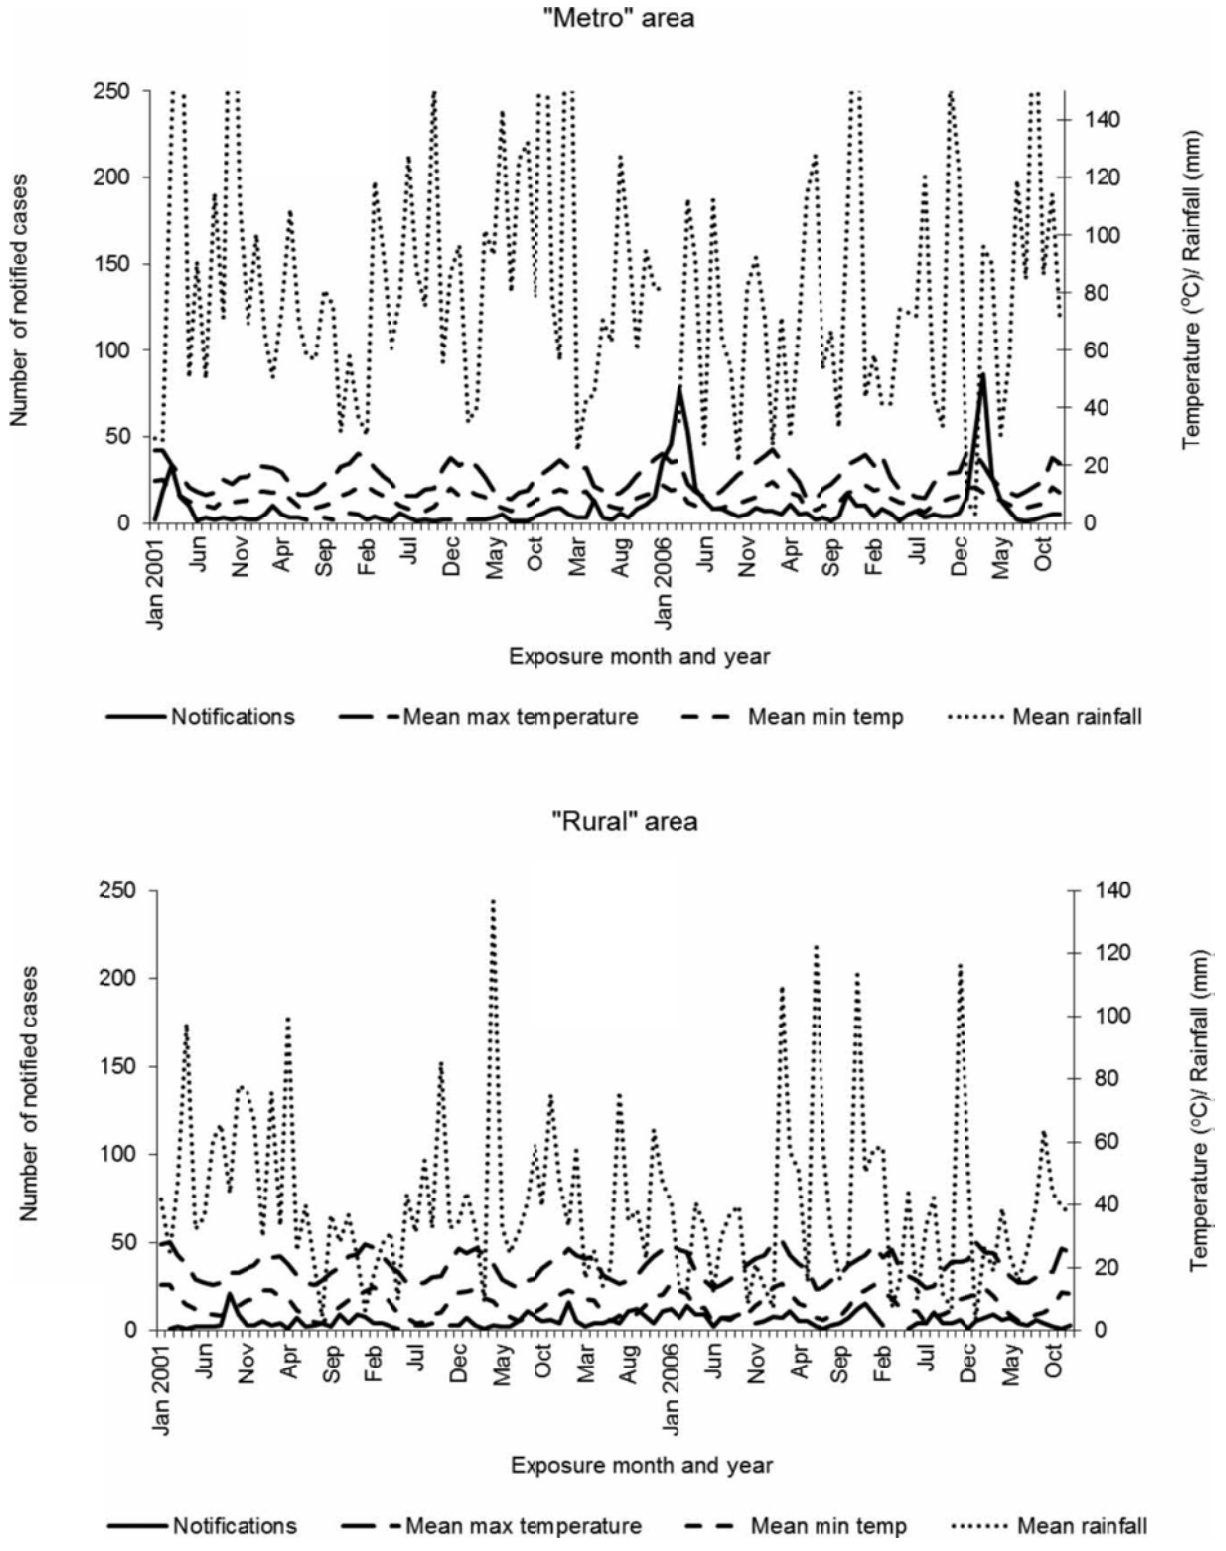 "Metro" area
250
200
150
100
50
0
140
120
100
80
60
40
20
0
Number of notified cases
Temperature (°C)/ Rainfall (mm)
Jan 2001
Jun
Nov
Apr
Sep
Feb
Jul
Dec
May
Oct
Mar
Aug
Jan 2006
Jun
Nov
Apr
Sep
Feb
Jul
Dec
May
Oct
Exposure month and year
Notifications Mean max temperature Mean min temp Mean rainfall
"Rural" area
250
200
150
100
50
0
140
120
100
80
60
40
20
0
Number of notified cases
Temperature (°C)/ Rainfall (mm)
Jan 2001
Jun
Nov
Apr
Sep
Feb
Jul
Dec
May
Oct
Mar
Aug
Jan 2006
Jun
Nov
Apr
Sep
Feb
Jul
Dec
May
Oct
Exposure month and year
Notifications Mean max temperature Mean min temp Mean rainfall